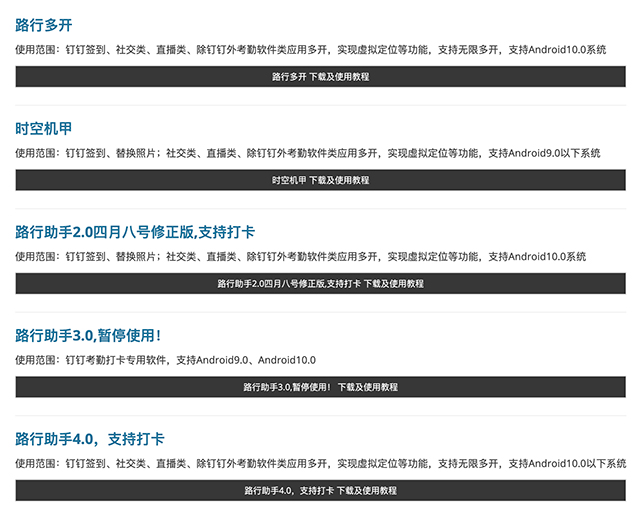 路行多开
使用范围：钉钉签到、社交类、直播类、除钉钉外考勤软件类应用多开，实现虚拟定位等功能，支持无限多开，支持Android10.0系统
路行多开 下载及使用教程
时空机甲
使用范围：钉钉签到、替换照片；社交类、直播类、除钉钉外考勤软件类应用多开，实现虚拟定位等功能，支持Android9.0以下系统
时空机甲 下载及使用教程
路行助手2.0四月八号修正版,支持打卡
使用范围：钉钉签到、替换照片；社交类、直播类、除钉钉外考勤软件类应用多开，实现虚拟定位等功能，支持Android10.0系统
路行助手2.0四月八号修正版,支持打卡 下载及使用教程
路行助手3.0,暂停使用！
使用范围：钉钉考勤打卡专用软件，支持Android9.0、Android10.0
路行助手3.0,暂停使用！ 下载及使用教程
路行助手4.0，支持打卡
使用范围：钉钉签到、社交类、直播类、除钉钉外考勤软件类应用多开，实现虚拟定位等功能，支持无限多开，支持Android10.0以下系统
路行助手4.0，支持打卡 下载及使用教程